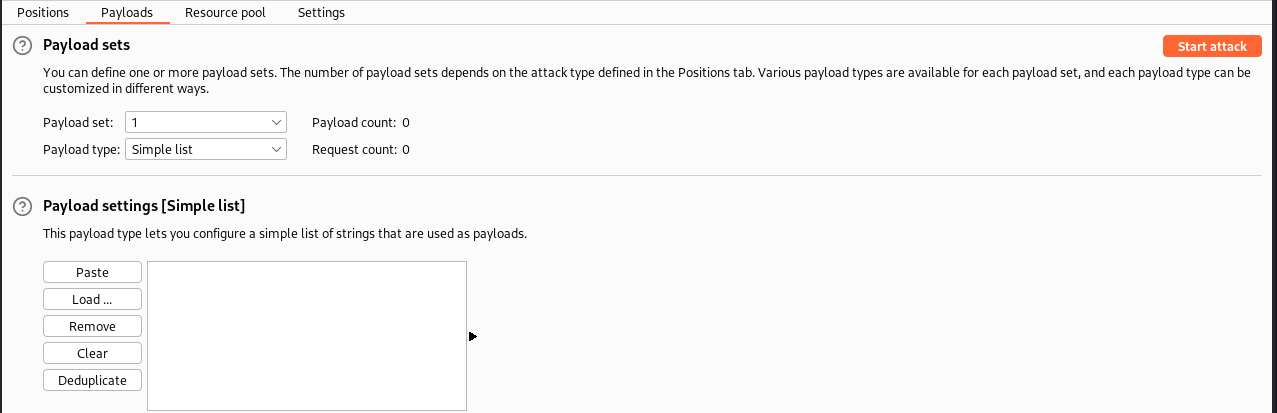 Positions Payloads Resource pool Settings
? Payload sets Start attack
You can define one or more payload sets. The number of payload sets depends on the attack type defined in the Positions tab. Various payload types are available for each payload set, and each payload type can be
customized in different ways.
Payload set: 1 Payload count: 0
Payload type: Simple list Request count: 0
? Payload settings [Simple list]
This payload type lets you configure a simple list of strings that are used as payloads.
Paste
Load ...
Remove
Clear
Deduplicate